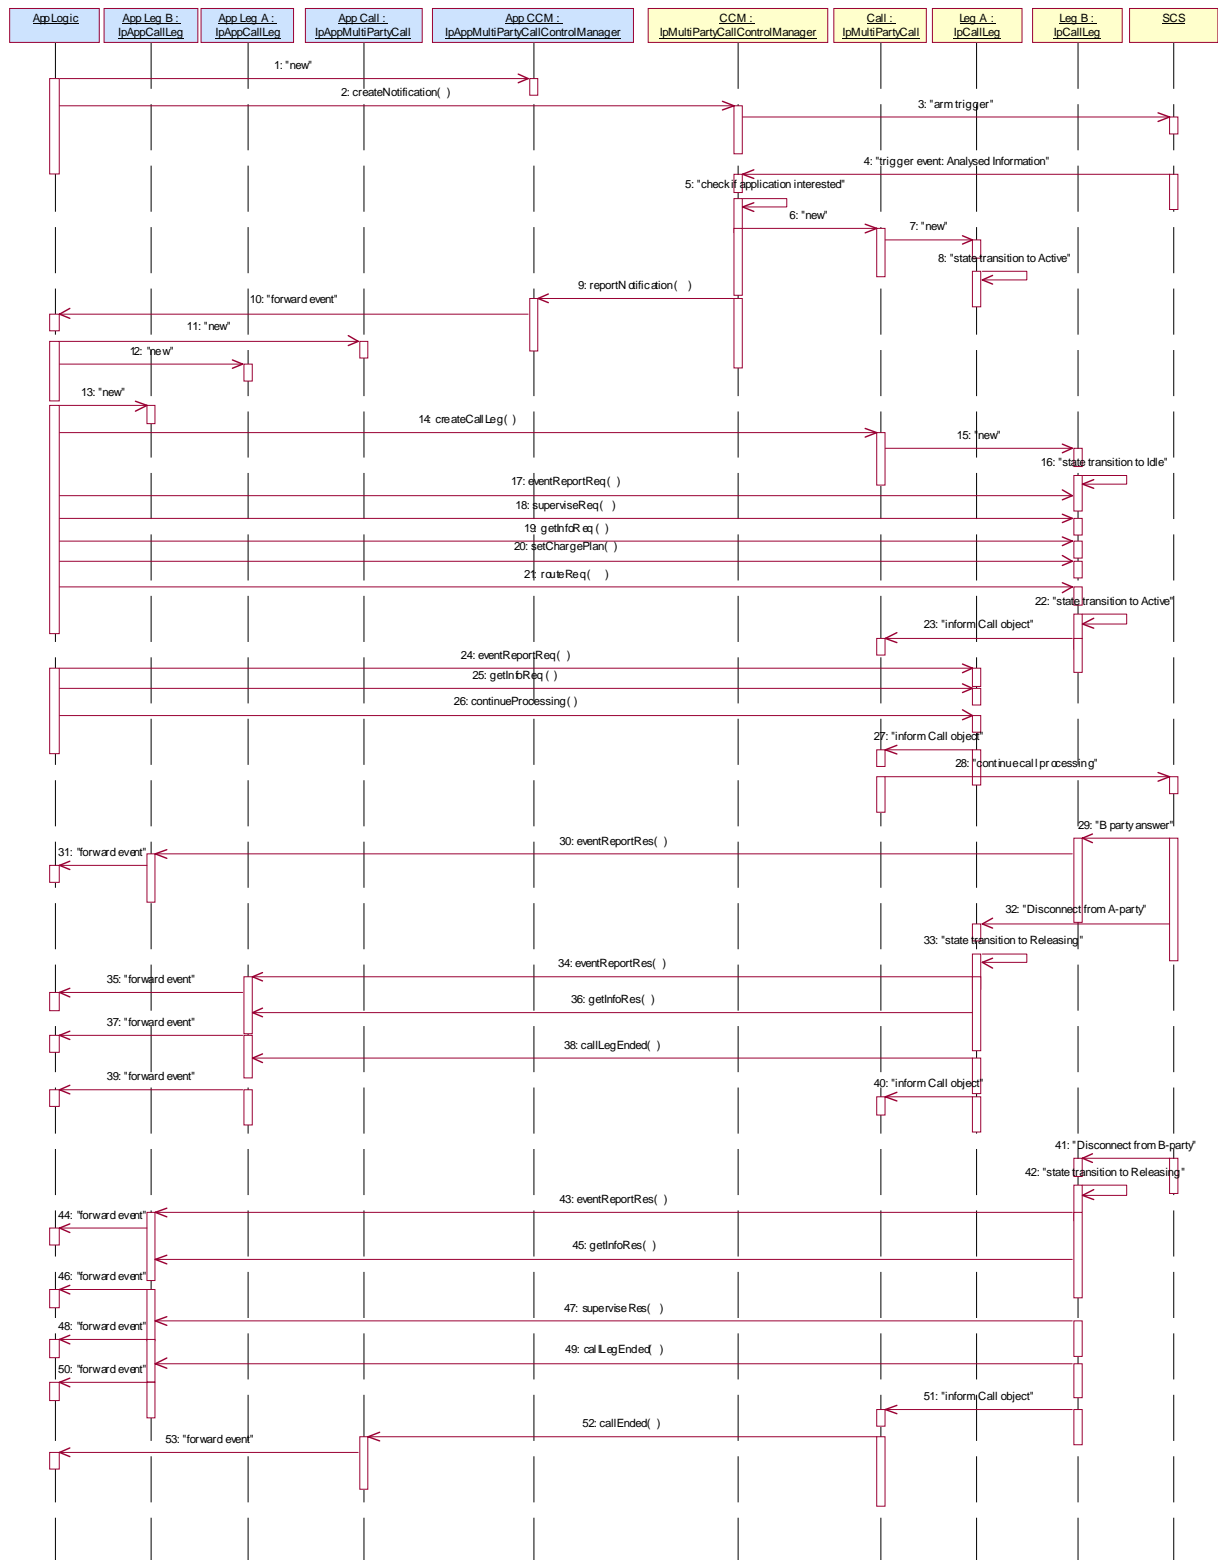 AppLogic
App Leg B :
IpAppCallLeg
App Leg A :
IpAppCallLeg
App Call :
IpAppMultiPartyCall
App CCM :
IpAppMultiPartyCallControlManager
CCM :
IpMultiPartyCallControlManager
Call :
IpMultiPartyCall
Leg A :
IpCallLeg
Leg B :
IpCallLeg
SCS
1: "new"
2: createNotification( )
3: "arm trigger"
4: "trigger event: Analysed Information"
5: "check if application interested"
6: "new"
7: "new"
8: "state transition to Active"
9: reportNotification( )
10: "forward event"
11: "new"
12: "new"
13: "new"
14: createCallLeg( )
15: "new"
16: "state transition to Idle"
17: eventReportReq( )
18: superviseReq( )
19: getInfoReq( )
20: setChargePlan( )
21: routeReq( )
22: "state transition to Active"
23: "inform Call object"
24: eventReportReq( )
25: getInfoReq( )
26: continueProcessing( )
27: "inform Call object"
28: "continue call processing"
29: "B party answer"
30: eventReportRes( )
31: "forward event"
32: "Disconnect from A-party"
33: "state transition to Releasing"
34: eventReportRes( )
35: "forward event"
36: getInfoRes( )
37: "forward event"
38: callLegEnded( )
39: "forward event"
40: "inform Call object"
41: "Disconnect from B-party"
42: "state transition to Releasing"
43: eventReportRes( )
44: "forward event"
45: getInfoRes( )
46: "forward event"
47: superviseRes( )
48: "forward event"
49: callLegEnded( )
50: "forward event"
51: "inform Call object"
52: callEnded( )
53: "forward event"